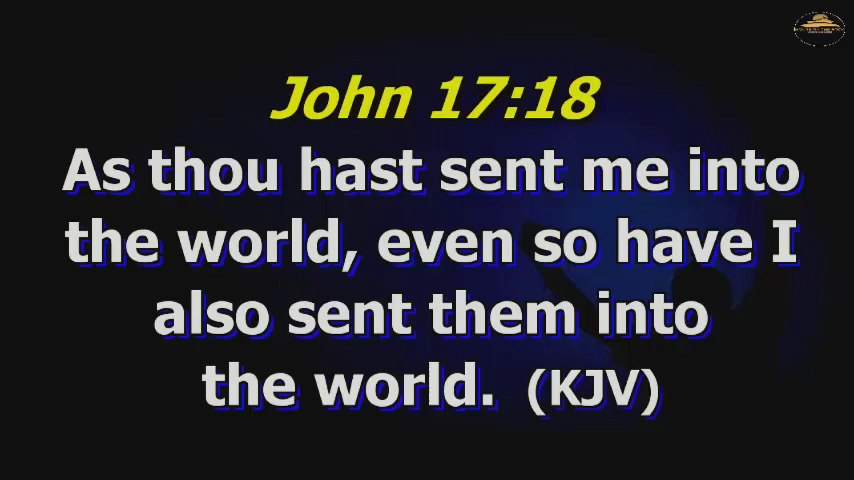 John 17:18
As thou hast sent me into
the world, even so have I
also sent them into
the world. (KJV)